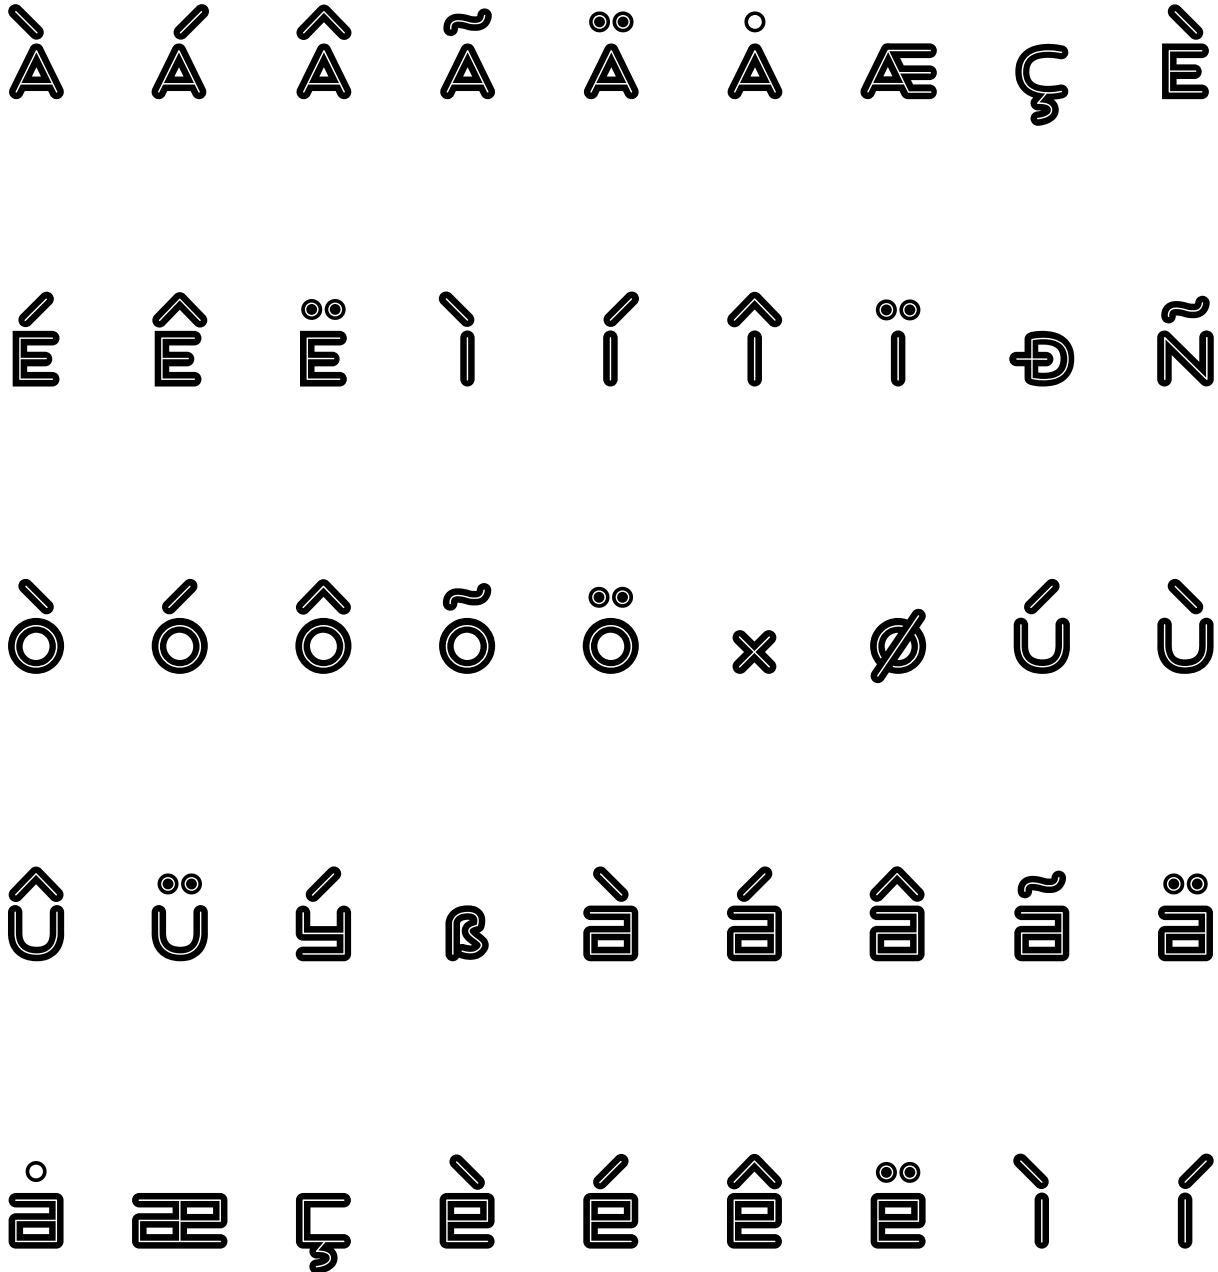 À Á Â Ã Ä Å Æ Ç È
É Ê Ë Ì Í Î Ï Ð Ñ
Ò Ó Ô Õ Ö × Ø Ú Ù
Û Ü ý ß à á â ã ä
å æ ç è é ê ë ì í